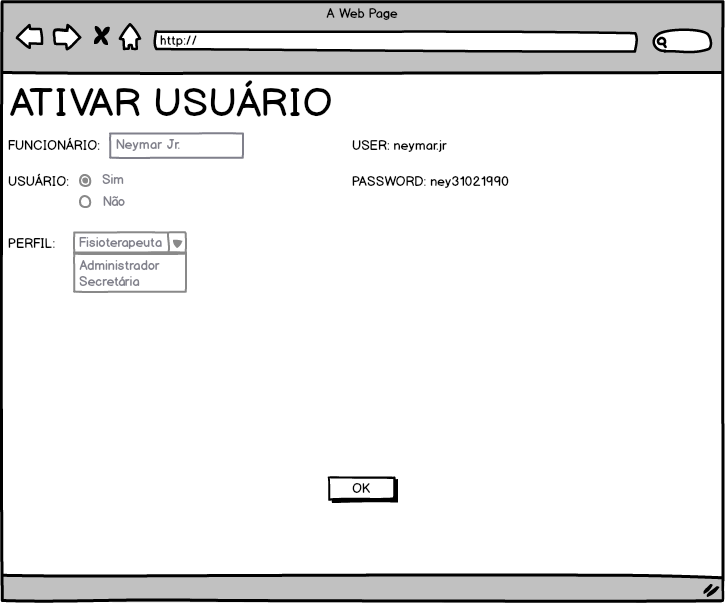 A Web Page
http://
ATIVAR USUÁRIO
FUNCIONÁRIO: Neymar Jr.
USER: neymar.jr
USUÁRIO: Sim
Não
PASSWORD: ney31021990
PERFIL: Fisioterapeuta
Administrador
Secretária
OK